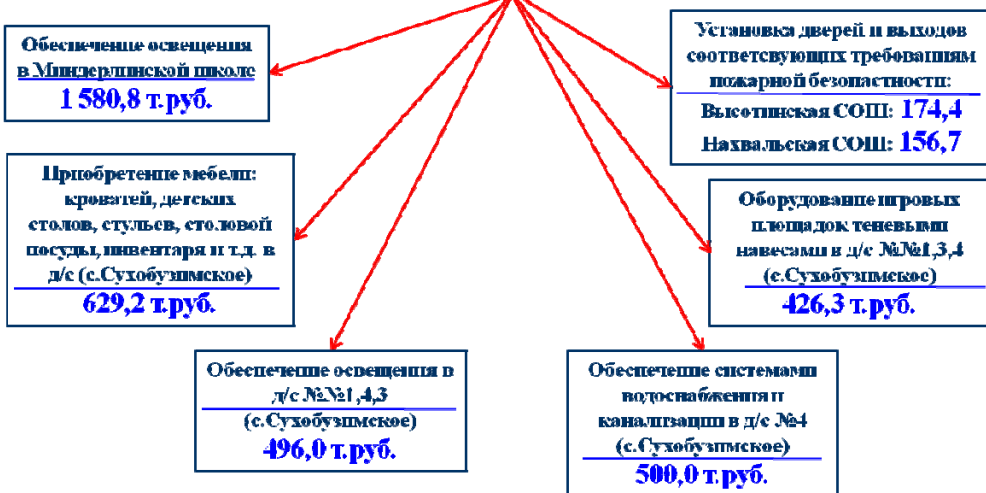 Обеспечение освещения
в Миндерлинской школе
1 580,8 т.руб.
Установка дверей и выходов
соответсвующих требованиям
пожарной безопастности:
Высотинская СОШ: 174,4
Нахвальская СОШ: 156,7
Приобретение мебели:
кроватей, детских
столов, стульев, столовой
посуды, инвентаря и т.д. в
д/с (с.Сухобузимское)
629,2 т.руб.
Оборудование игровых
площадок теневыми
навесами в д/с №№1,3,4
(с.Сухобузимское)
426,3 т.руб.
Обеспечение освещения в
д/с №№1,4,3
(с.Сухобузимское)
496,0 т.руб.
Обеспечение системами
водоснабжения и
канализации в д/с №4
(с.Сухобузимское)
500,0 т.руб.